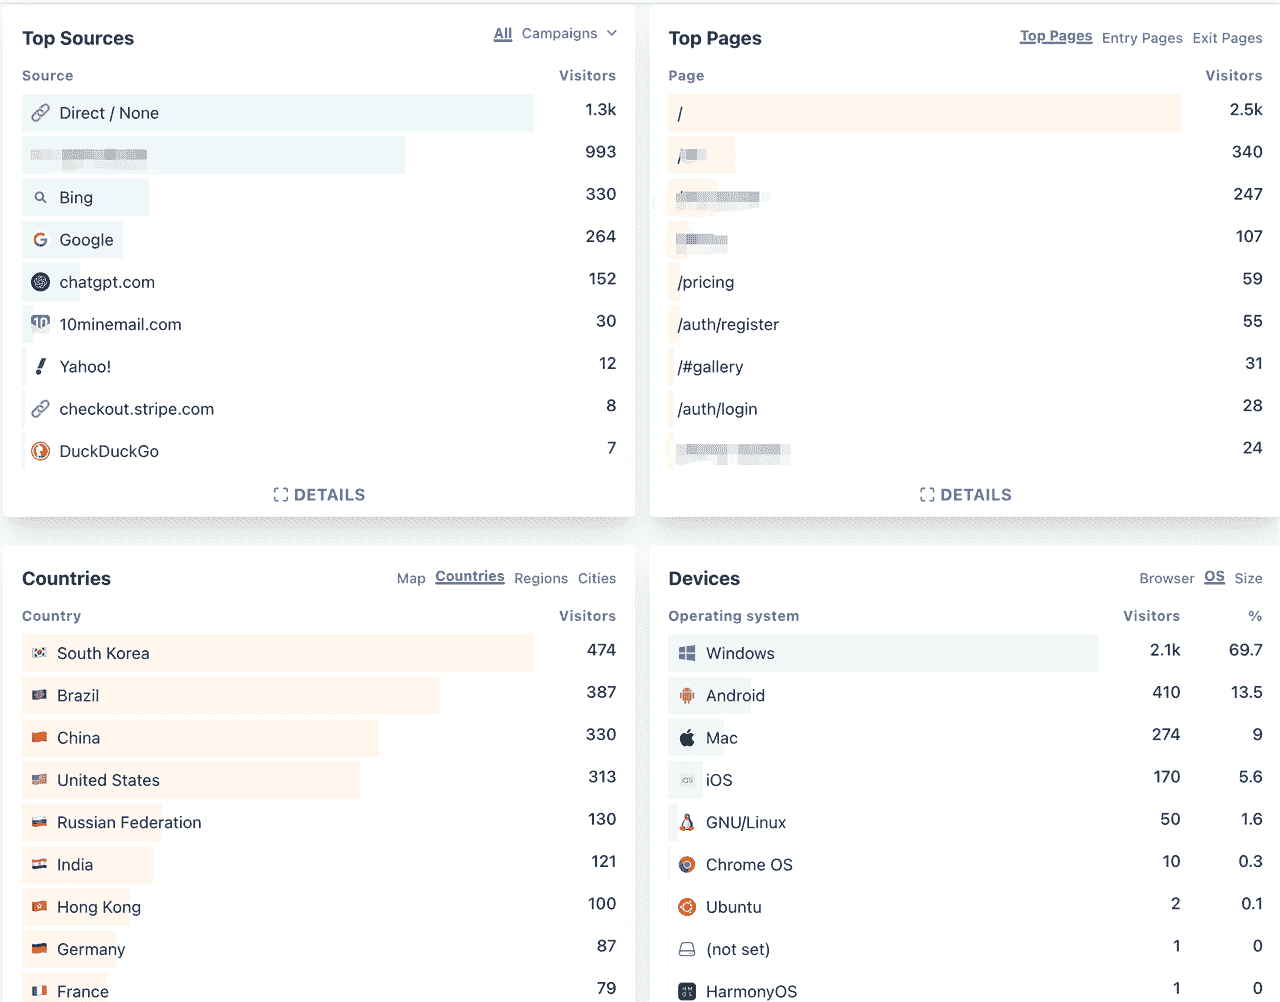 Top Sources
All Campaigns
Source Visitors
Direct / None 1.3k
993
Bing 330
Google 264
chatgpt.com 152
10minemail.com 30
Yahoo! 12
checkout.stripe.com 8
DuckDuckGo 7
DETAILS
Top Pages
Top Pages Entry Pages Exit Pages
Page Visitors
/ 2.5k
/ 340
247
107
/pricing 59
/auth/register 55
/#gallery 31
/auth/login 28
24
DETAILS
Countries
Map Countries Regions Cities
Country Visitors
South Korea 474
Brazil 387
China 330
United States 313
Russian Federation 130
India 121
Hong Kong 100
Germany 87
France 79
Devices
Browser OS Size
Operating system Visitors %
Windows 2.1k 69.7
Android 410 13.5
Mac 274 9
iOS 170 5.6
GNU/Linux 50 1.6
Chrome OS 10 0.3
Ubuntu 2 0.1
(not set) 1 0
HarmonyOS 1 0